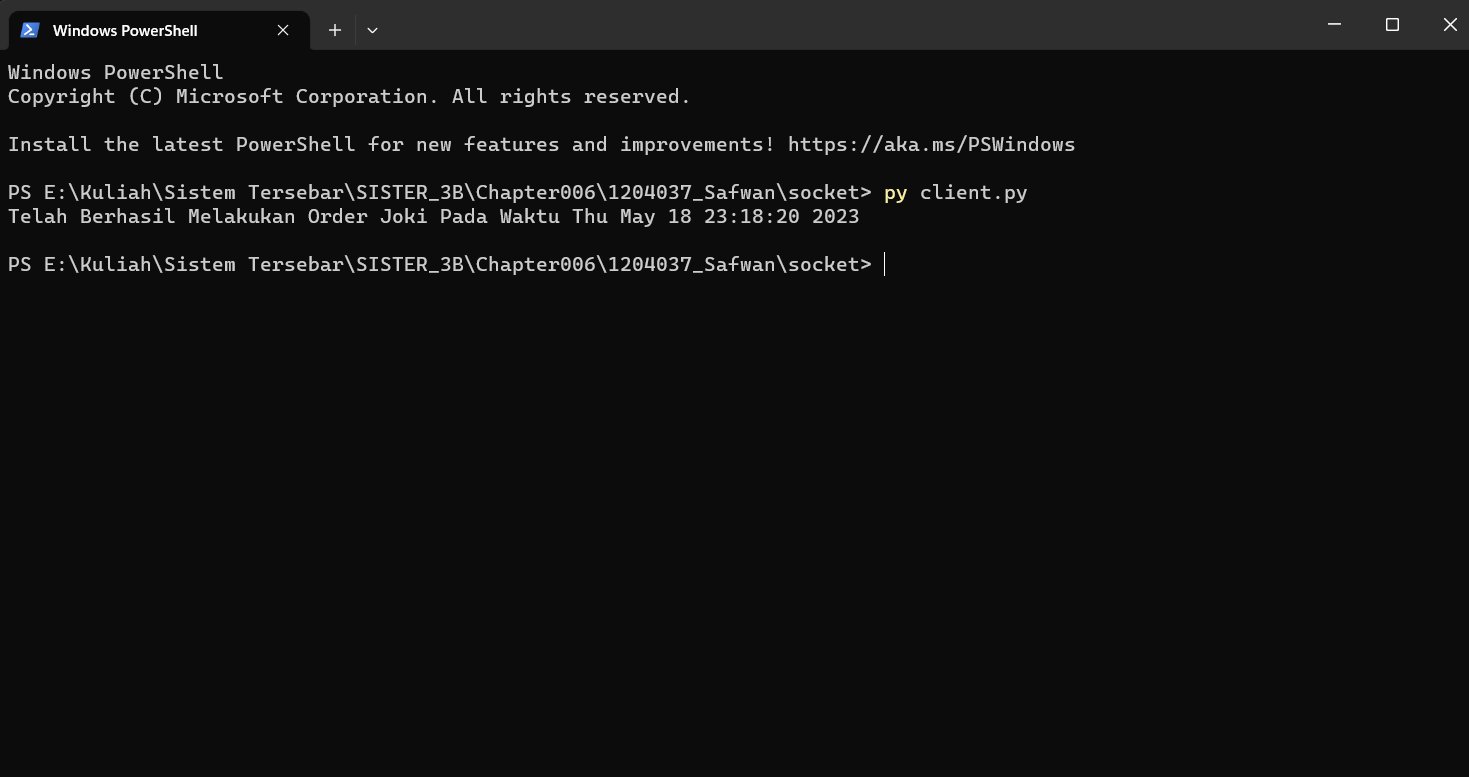 Windows PowerShell
Windows PowerShell
Copyright (C) Microsoft Corporation. All rights reserved.
Install the latest PowerShell for new features and improvements! https://aka.ms/PSWindows
PS E:\Kuliah\Sistem Tersebar\SISTER_3B\Chapter006\1204037_Safwan\socket> py client.py
Telah Berhasil Melakukan Order Joki Pada Waktu Thu May 18 23:18:20 2023
PS E:\Kuliah\Sistem Tersebar\SISTER_3B\Chapter006\1204037_Safwan\socket>